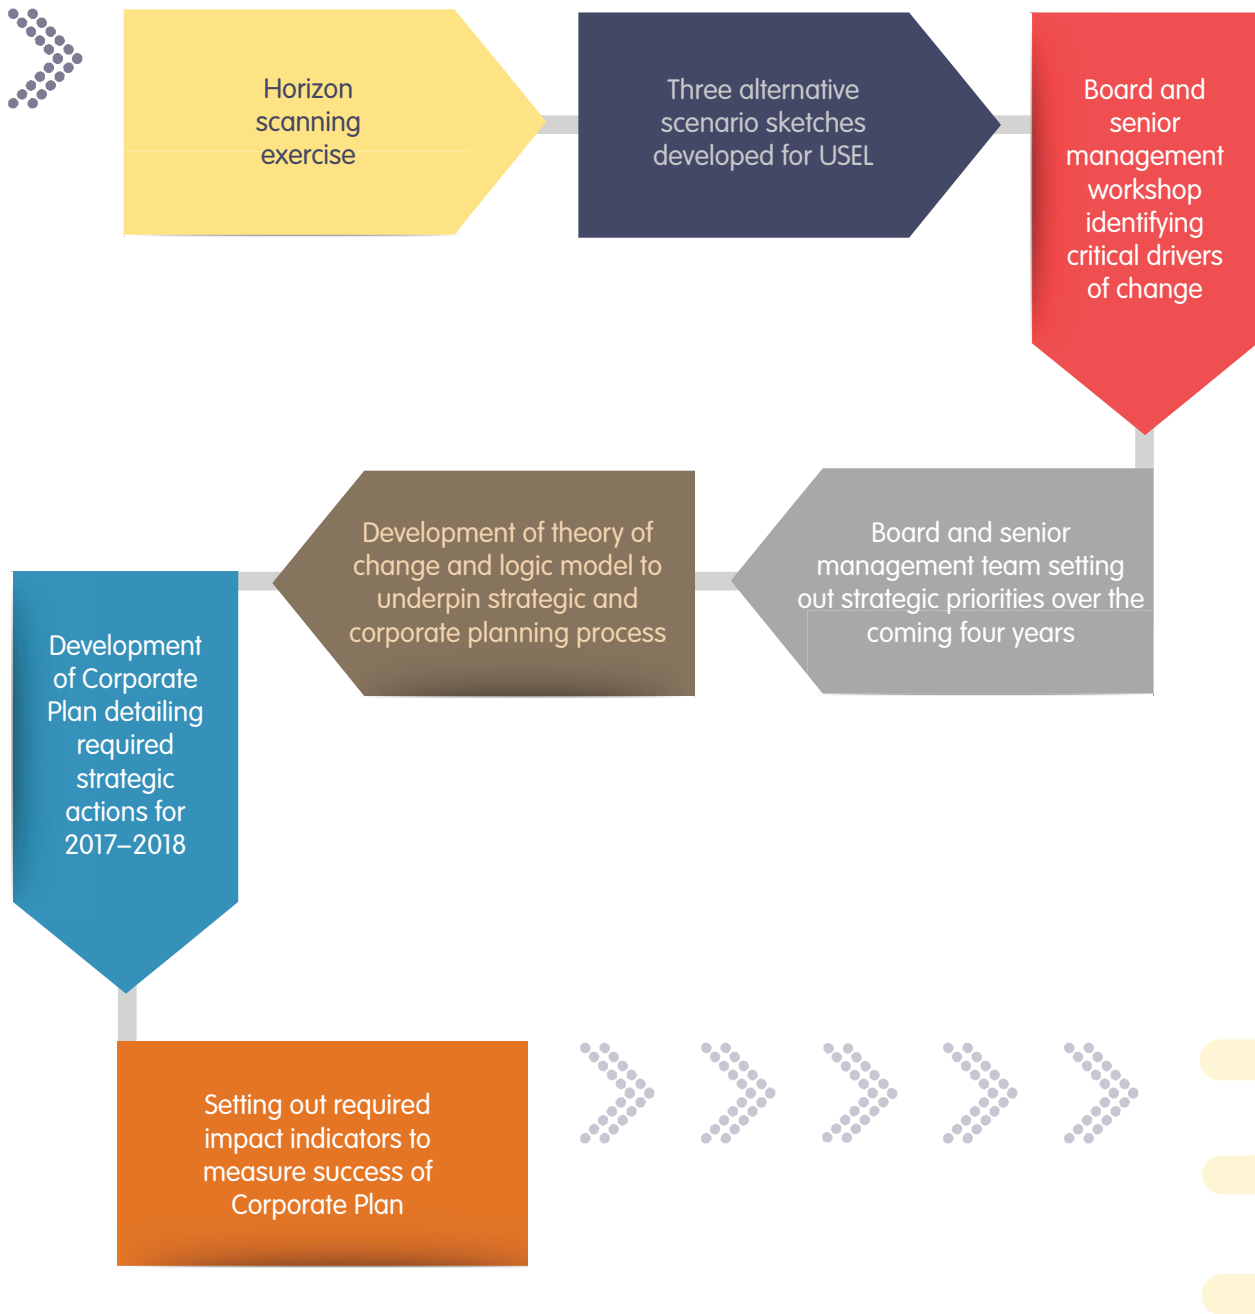 Horizon
scanning
exercise
Three alternative
scenario sketches
developed for USEL
Board and
senior
management
workshop
identifying
critical drivers
of change
Board and senior
management team setting
out strategic priorities over the
coming four years
Development of theory of
change and logic model to
underpin strategic and
corporate planning process
Development
of Corporate
Plan detailing
required
strategic
actions for
2017–2018
Setting out required
impact indicators to
measure success of
Corporate Plan